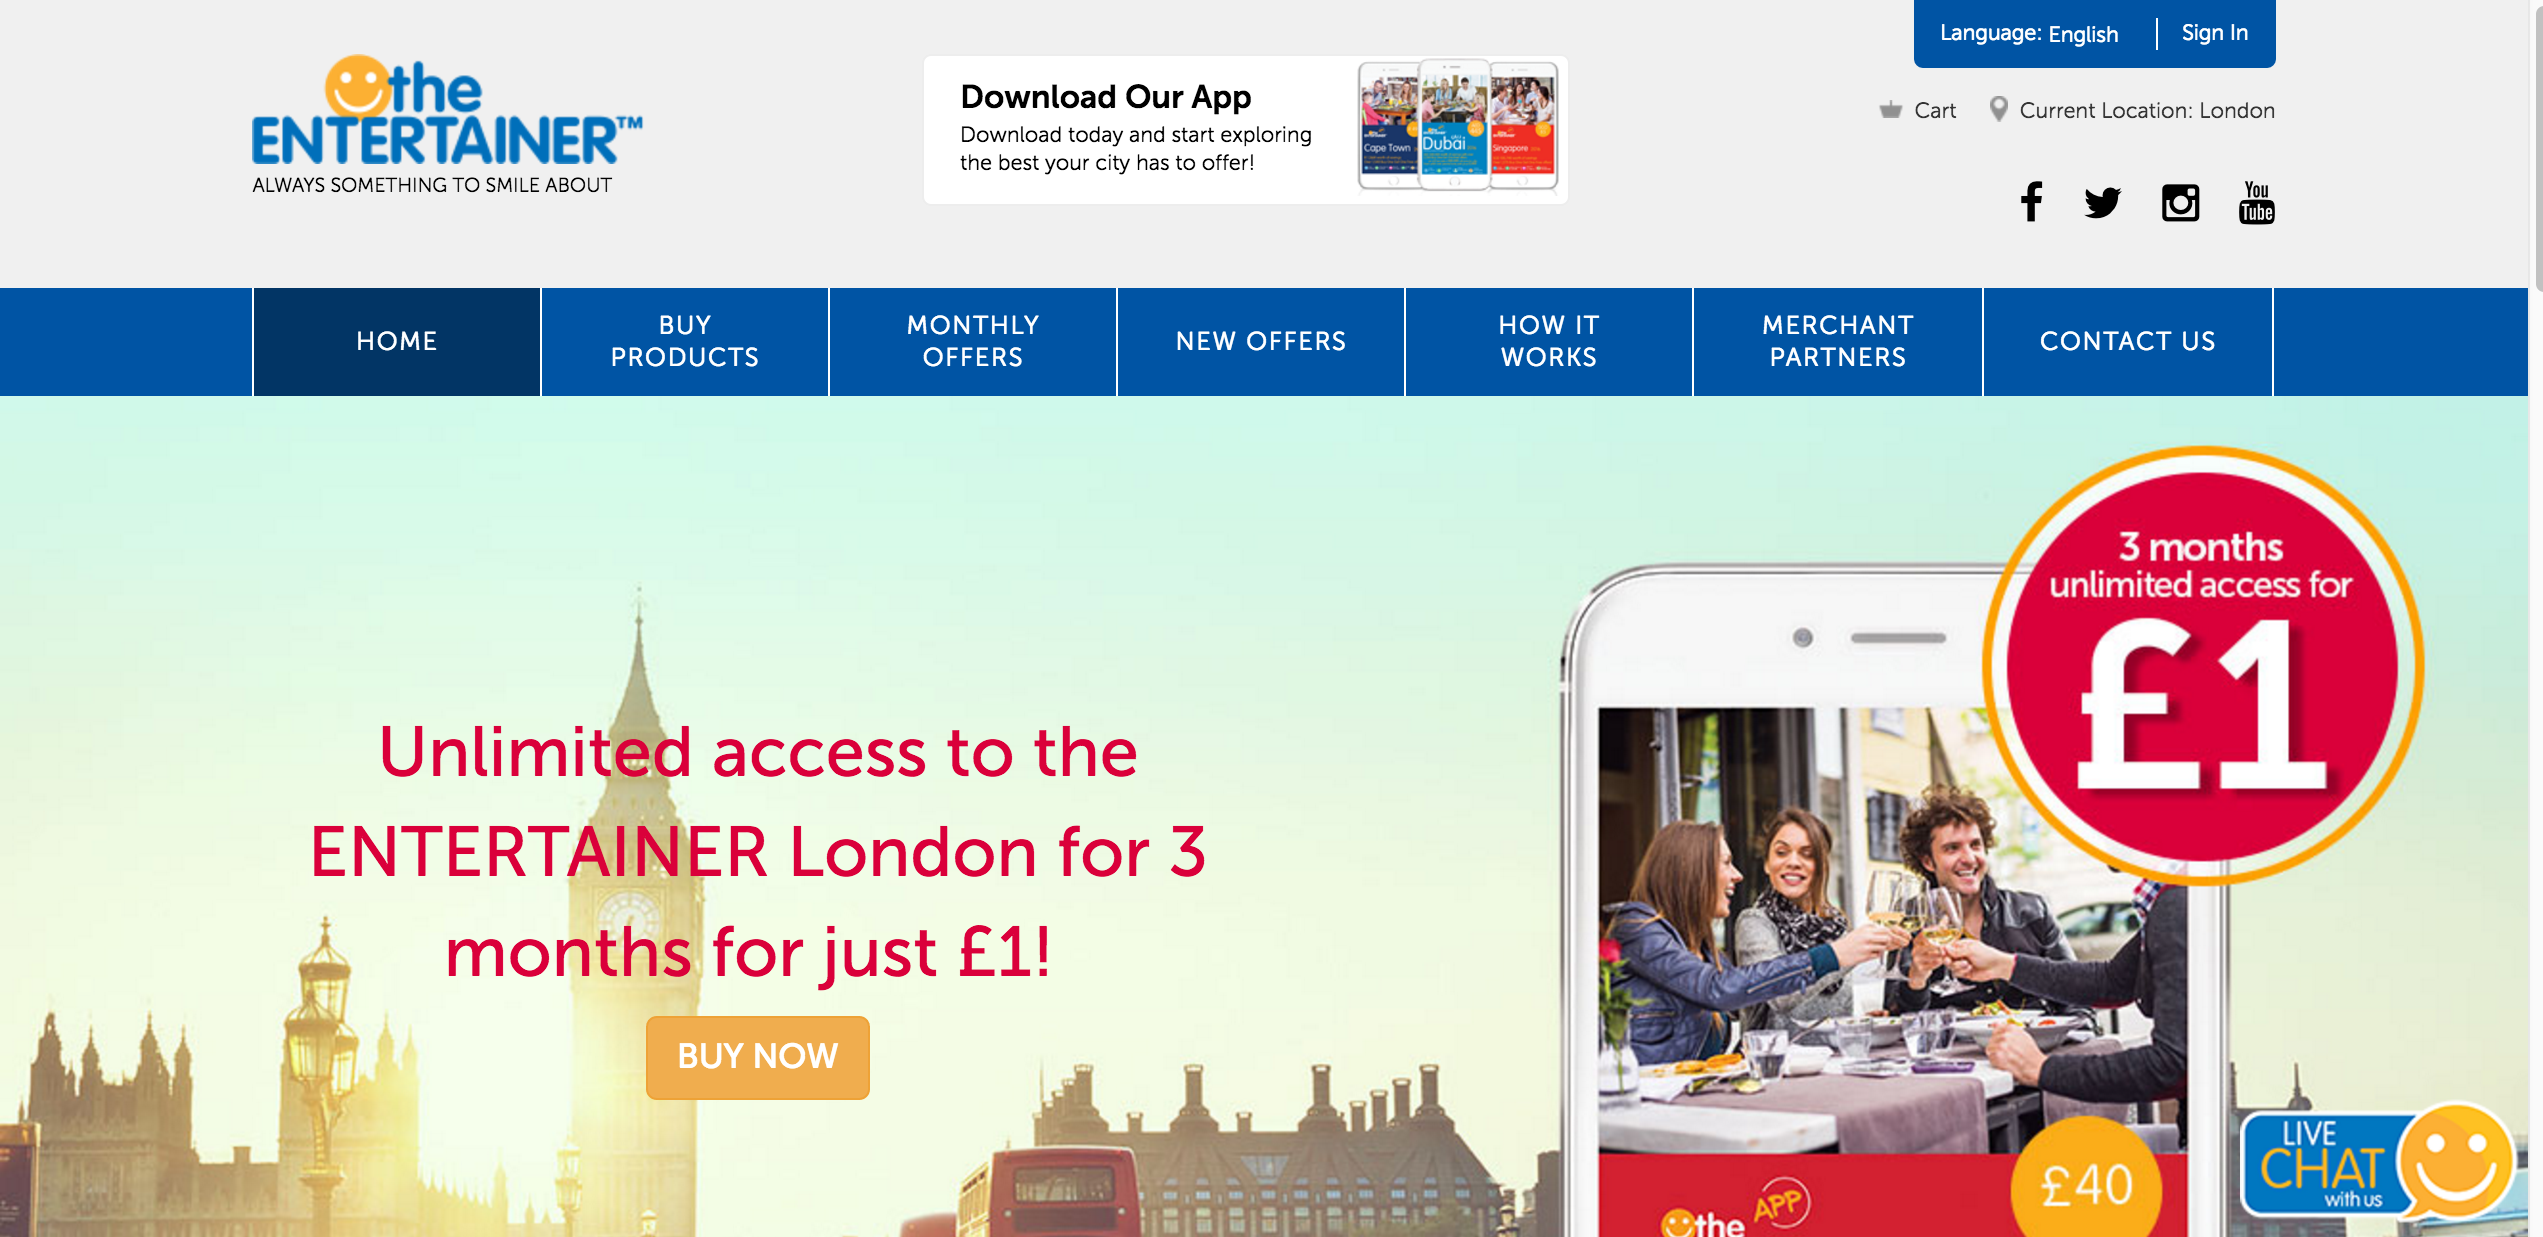 the
ENTERTAINER™
ALWAYS SOMETHING TO SMILE ABOUT
Download Our App
Download today and start exploring
the best your city has to offer!
Cape Town
Dubai
Singapore
Language: English
Sign In
Cart
Current Location: London
You
Tube
HOME
BUY
PRODUCTS
MONTHLY
OFFERS
NEW OFFERS
HOW IT
WORKS
MERCHANT
PARTNERS
CONTACT US
3 months
unlimited access for
£1
Unlimited access to the
ENTERTAINER London for 3
months for just £1!
BUY NOW
£40
the APP
LIVE
CHAT
with us